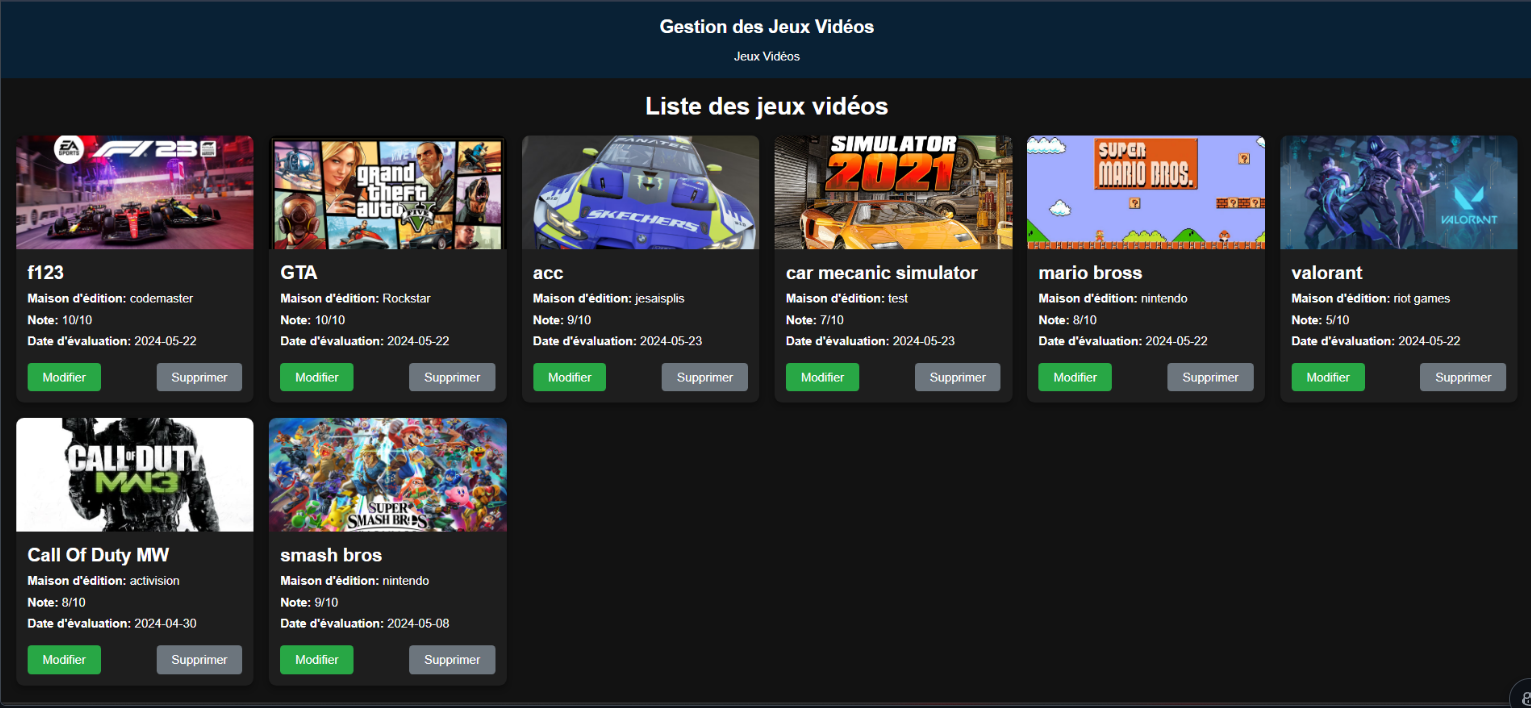 Gestion des Jeux Vidéos
Jeux Vidéos
Liste des jeux vidéos
EA
SPORTS
F1 23
f123
Maison d'édition: codemaster
Note: 10/10
Date d'évaluation: 2024-05-22
Modifier
Supprimer
grand
theft
auto
V
FIVE
GTA
Maison d'édition: Rockstar
Note: 10/10
Date d'évaluation: 2024-05-22
Modifier
Supprimer
FANATEC
SKECHERS
acc
Maison d'édition: jesaisplis
Note: 9/10
Date d'évaluation: 2024-05-23
Modifier
Supprimer
SIMULATOR
2021
car mecanic simulator
Maison d'édition: test
Note: 7/10
Date d'évaluation: 2024-05-23
Modifier
Supprimer
SUPER
MARIO BROS.
?
?
? ?
mario bross
Maison d'édition: nintendo
Note: 8/10
Date d'évaluation: 2024-05-22
Modifier
Supprimer
VALORANT
valorant
Maison d'édition: riot games
Note: 5/10
Date d'évaluation: 2024-05-22
Modifier
Supprimer
CALL OF DUTY
MW3
Call Of Duty MW
Maison d'édition: activision
Note: 8/10
Date d'évaluation: 2024-04-30
Modifier
Supprimer
SUPER
SMASH BROS
smash bros
Maison d'édition: nintendo
Note: 9/10
Date d'évaluation: 2024-05-08
Modifier
Supprimer